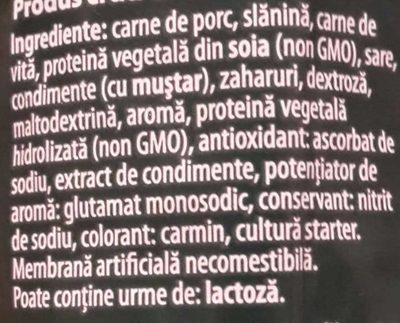 Produs
Ingrediente: carne de porc, slănină, carne de
vită, proteină vegetală din soia (non GMO), sare,
condimente (cu muștar), zaharuri, dextroză,
maltodextrină, aromă, proteină vegetală
hidrolizată (non GMO), antioxidant: ascorbat de
sodiu, extract de condimente, potențiator de
aromă: glutamat monosodic, conservant: nitrit
de sodiu, colorant: carmin, cultură starter.
Membrană artificială necomestibilă.
Poate conține urme de: lactoză.